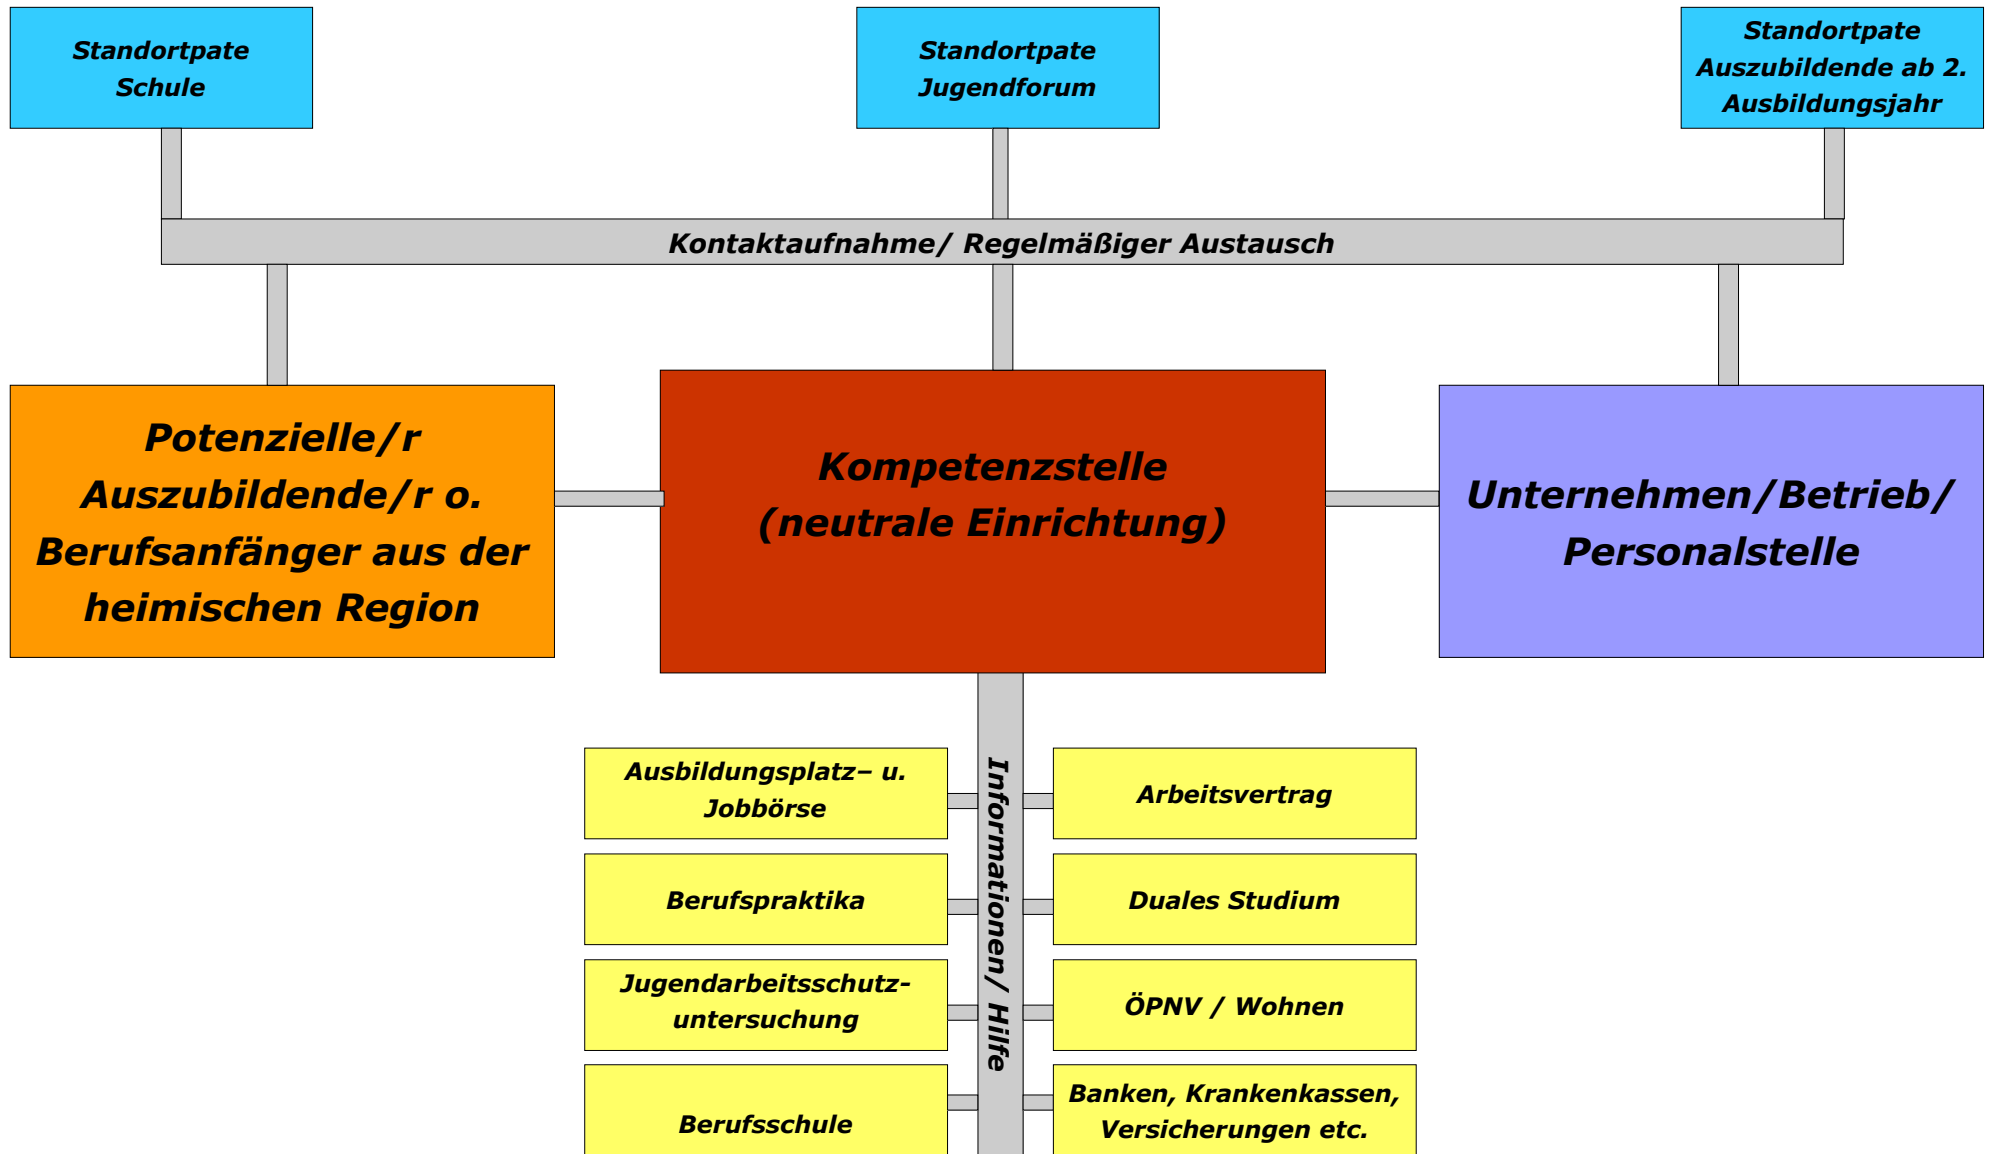 Standortpate
Schule
Standortpate
Jugendforum
Standortpate
Auszubildende ab 2.
Ausbildungsjahr
Kontaktaufnahme/ Regelmäßiger Austausch
Potenzielle/r
Auszubildende/r o.
Berufsanfänger aus der
heimischen Region
Kompetenzstelle
(neutrale Einrichtung)
Unternehmen/Betrieb/
Personalstelle
Informationen/ Hilfe
Ausbildungsplatz– u.
Jobbörse
Arbeitsvertrag
Berufspraktika
Duales Studium
Jugendarbeitsschutz-
untersuchung
ÖPNV / Wohnen
Berufsschule
Banken, Krankenkassen,
Versicherungen etc.